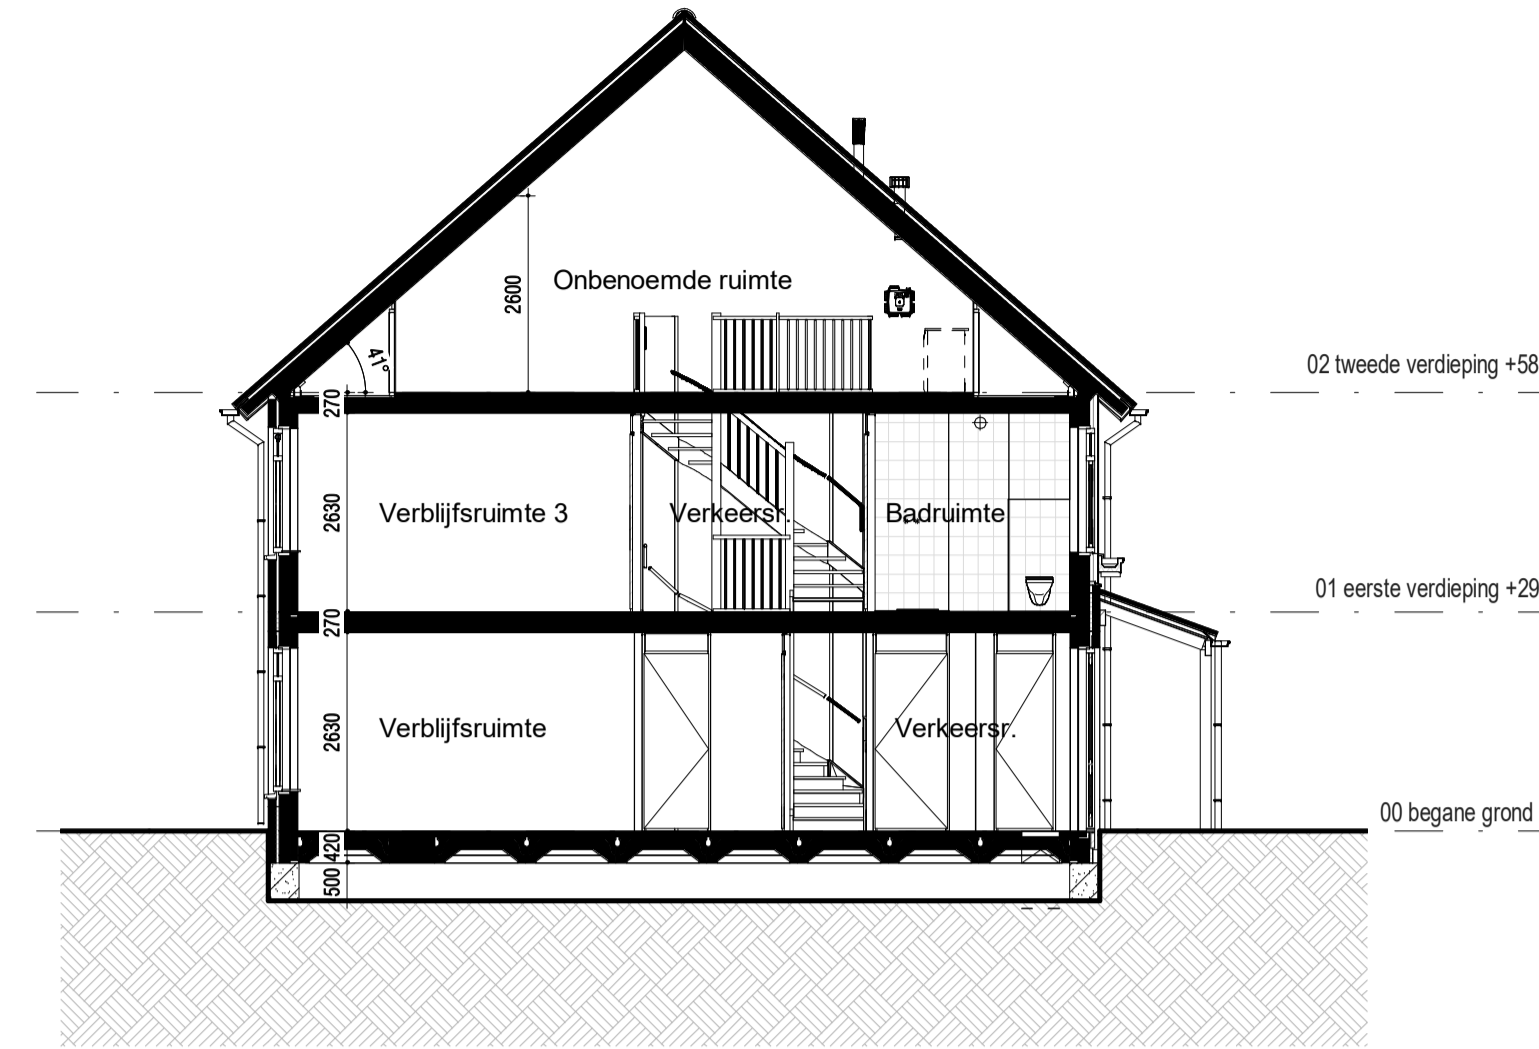 Onbenoemde ruimte
2600
41°
02 tweede verdieping +58
270
Verblijfsruimte 3
Verkeersr.
Badruimte
2630
01 eerste verdieping +29
270
Verblijfsruimte
Verkeersr.
2630
00 begane grond
420
500